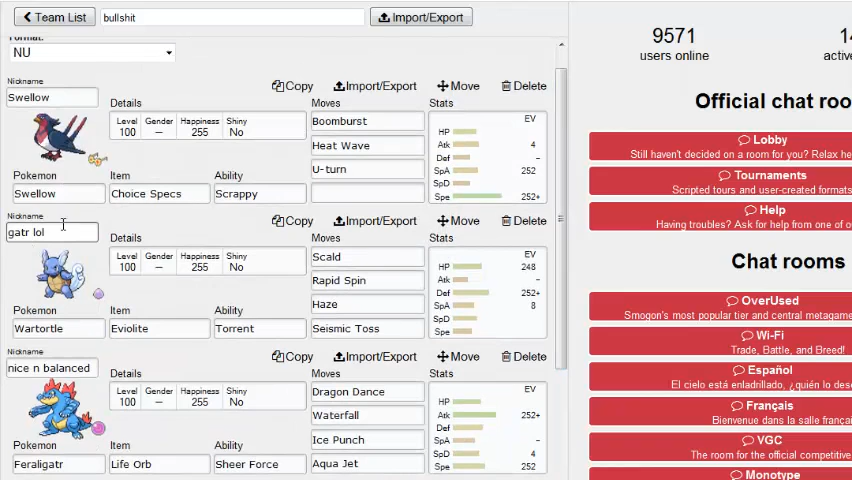 Team List
bullshit
Import/Export
Format:
NU
Nickname
Swellow
Details
Level Gender Happiness Shiny
100 — 255 No
Pokemon Item Ability
Swellow Choice Specs Scrappy
Copy Import/Export Move Delete
Moves
Boomburst
Heat Wave
U-turn
Stats
EV
HP
Atk 4
Def –
SpA 252
SpD
Spe 252+
Nickname
gatr lol
Details
Level Gender Happiness Shiny
100 — 255 No
Pokemon Item Ability
Wartortle Eviolite Torrent
Copy Import/Export Move Delete
Moves
Scald
Rapid Spin
Haze
Seismic Toss
Stats
EV
HP 248
Atk –
Def 252+
SpA 8
SpD
Spe
Nickname
nice n balanced
Details
Level Gender Happiness Shiny
100 — 255 No
Pokemon Item Ability
Feraligatr Life Orb Sheer Force
Copy Import/Export Move Delete
Moves
Dragon Dance
Waterfall
Ice Punch
Aqua Jet
Stats
EV
HP
Atk 252+
Def
SpA –
SpD 4
Spe 252
9571
users online
14
active
Official chat roo
Lobby
Still haven't decided on a room for you? Relax he
Tournaments
Scripted tours and user-created formats
Help
Having troubles? Ask for help from one of o
Chat rooms
OverUsed
Smogon's most popular tier and central metagame
Wi-Fi
Trade, Battle, and Breed!
Español
El cielo está enladrillado, ¿quién lo dese
Français
Bienvenue dans la salle françai
VGC
The room for the official competitive
Monotype